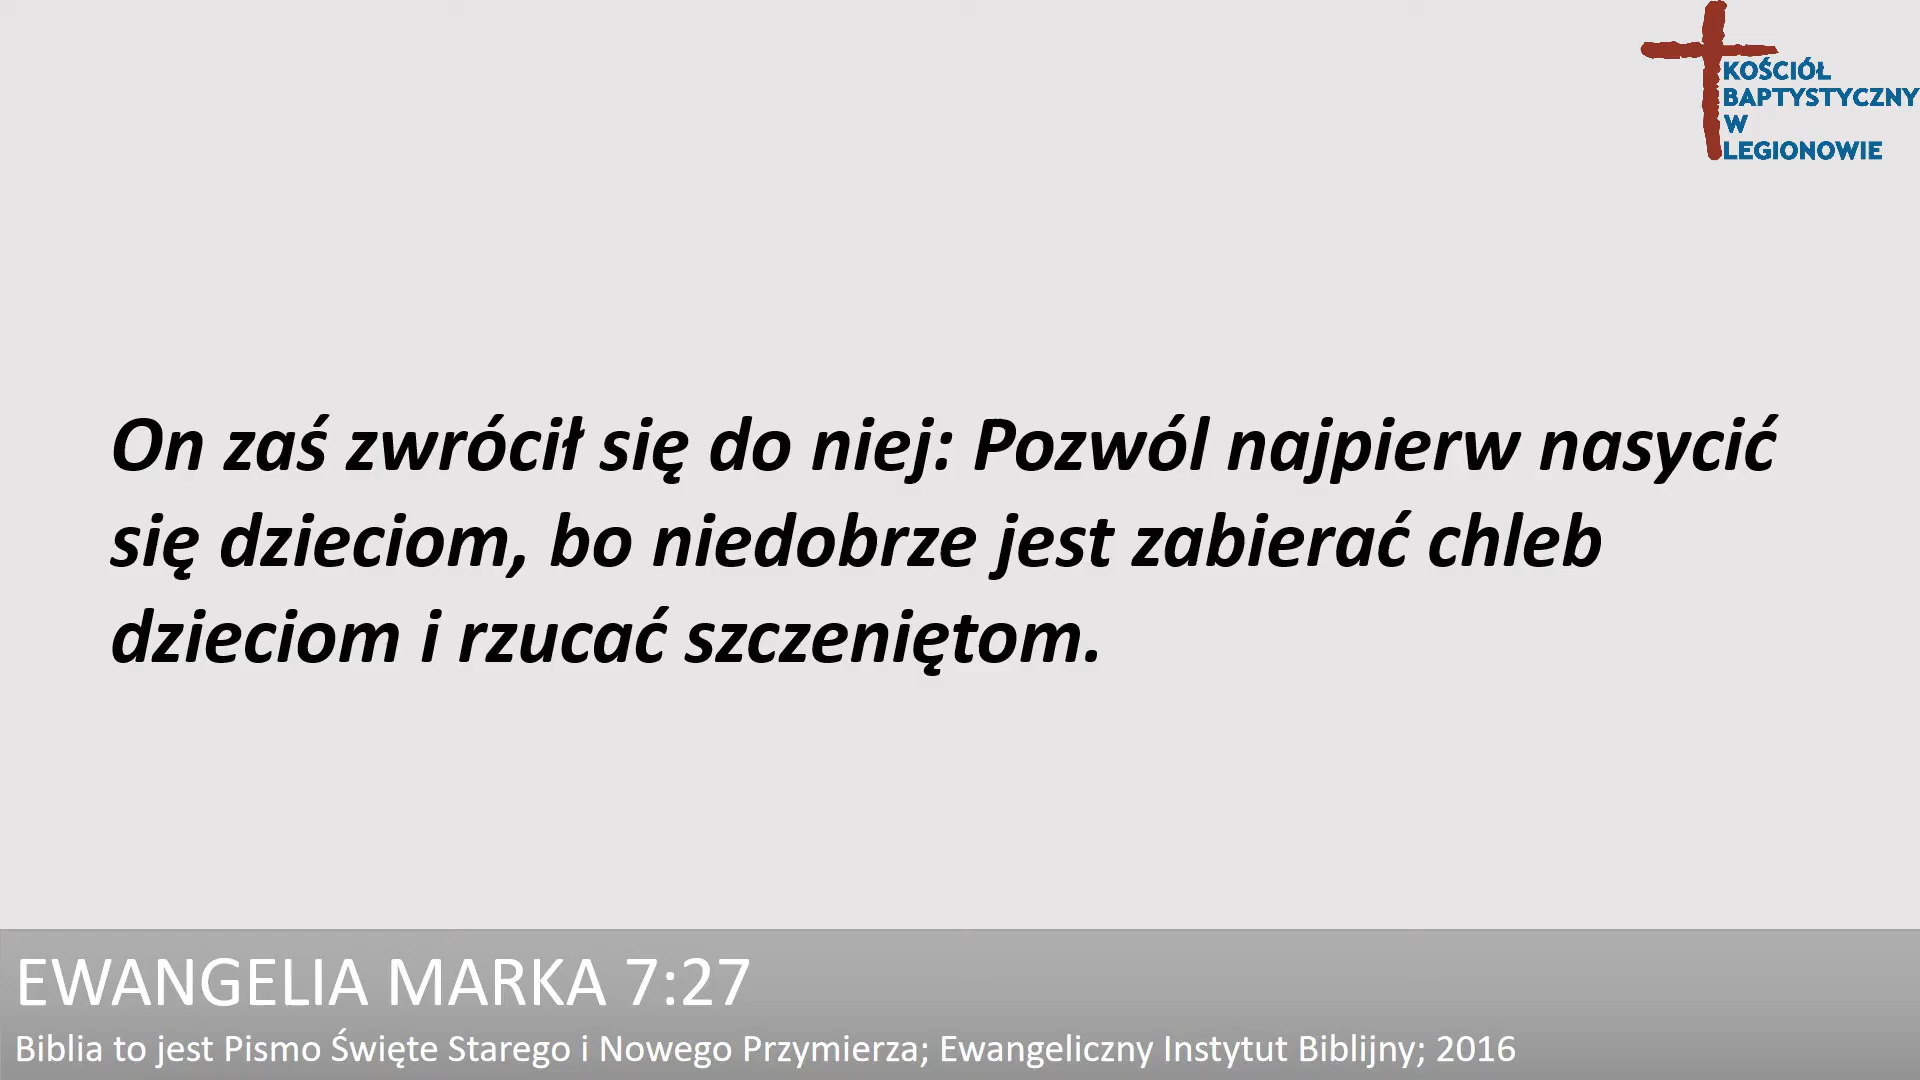 KOŚCIÓŁ
BAPTYSTYCZNY
W
LEGIONOWIE
On zaś zwrócił się do niej: Pozwól najpierw nasycić
się dzieciom, bo niedobrze jest zabierać chleb
dzieciom i rzucać szczeniętom.
EWANGELIA MARKA 7:27
Biblia to jest Pismo Święte Starego i Nowego Przymierza; Ewangeliczny Instytut Biblijny; 2016